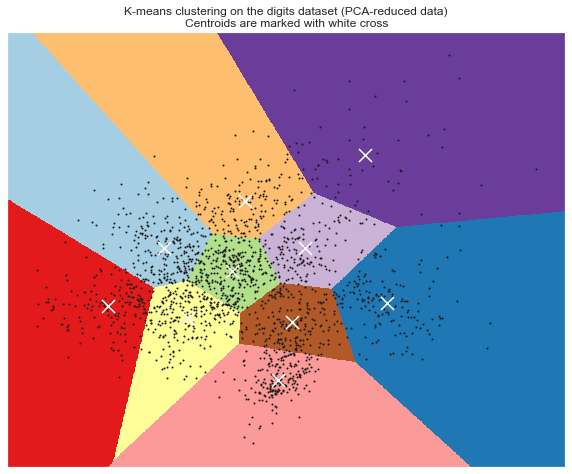 K-means clustering on the digits dataset (PCA-reduced data)
Centroids are marked with white cross